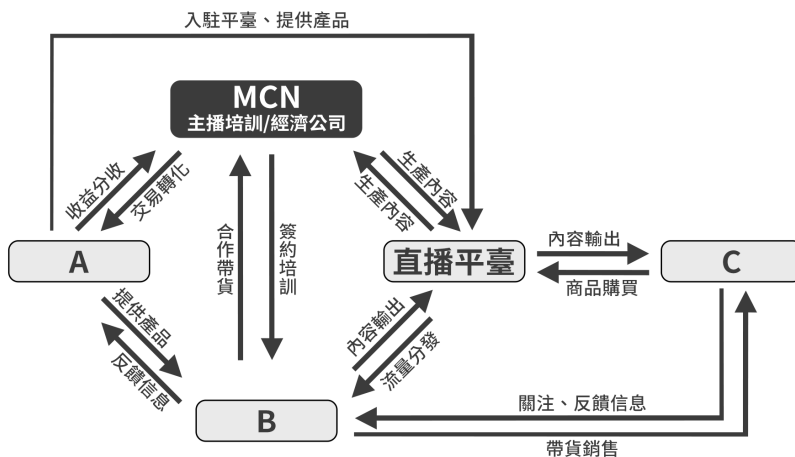 入駐平臺、提供產品
MCN
主播培訓/經濟公司
收益分收
交易轉化
生產內容
生產內容
合作帶貨
簽約培訓
A
直播平臺
內容輸出
商品購買
C
提供產品
反饋信息
內容輸出
流量分發
B
關注、反饋信息
帶貨銷售